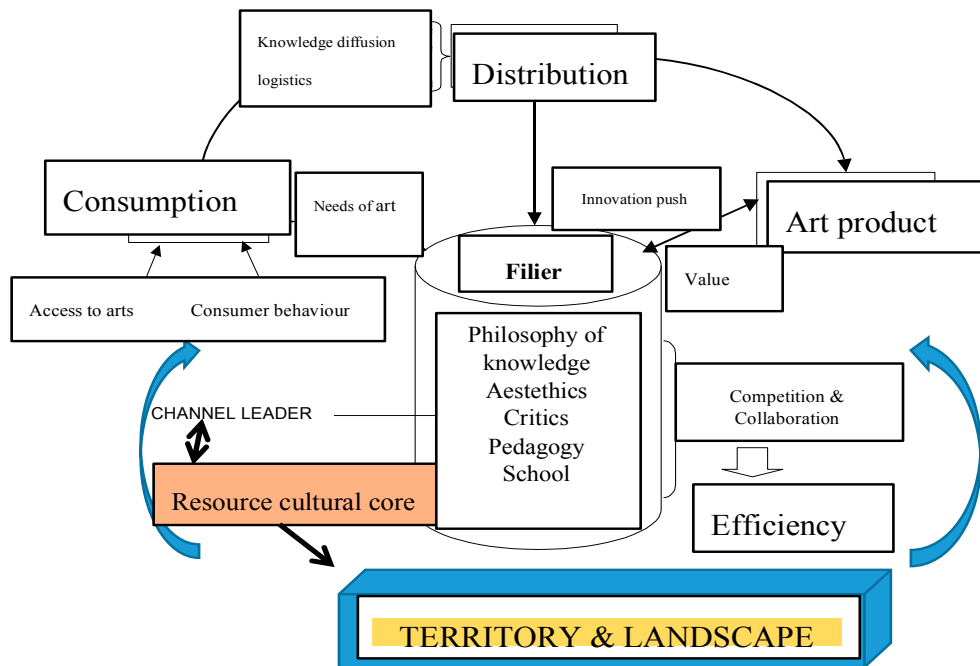 Knowledge diffusion
logistics
Distribution
Consumption
Needs of art
Innovation push
Art product
Value
Filier
Access to arts
Consumer behaviour
Philosophy of
knowledge
Aestethics
Critics
Pedagogy
School
Competition &
Collaboration
CHANNEL LEADER
Resource cultural core
Efficiency
TERRITORY & LANDSCAPE